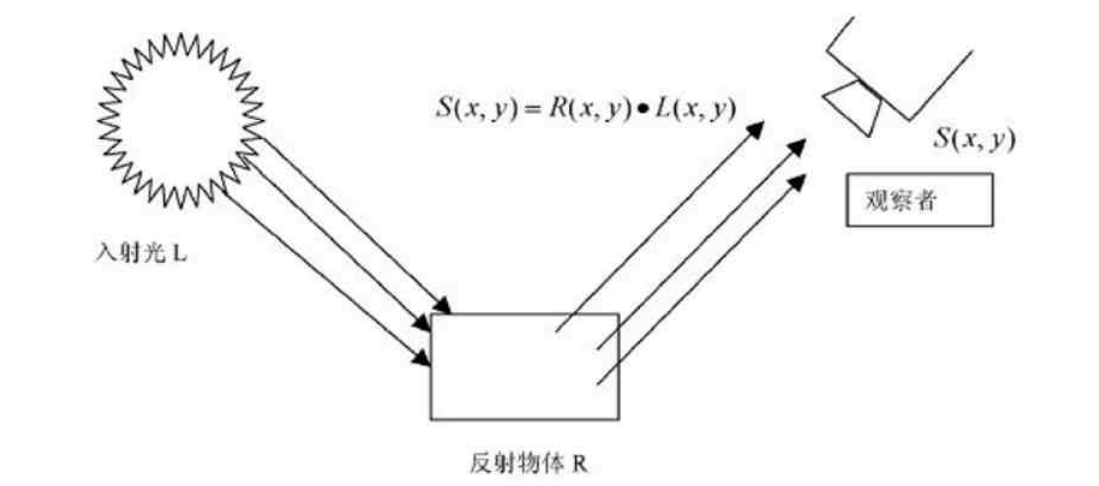 S(x, y) = R(x, y)•L(x, y)
S(x, y)
观察者
入射光 L
反射物体 R